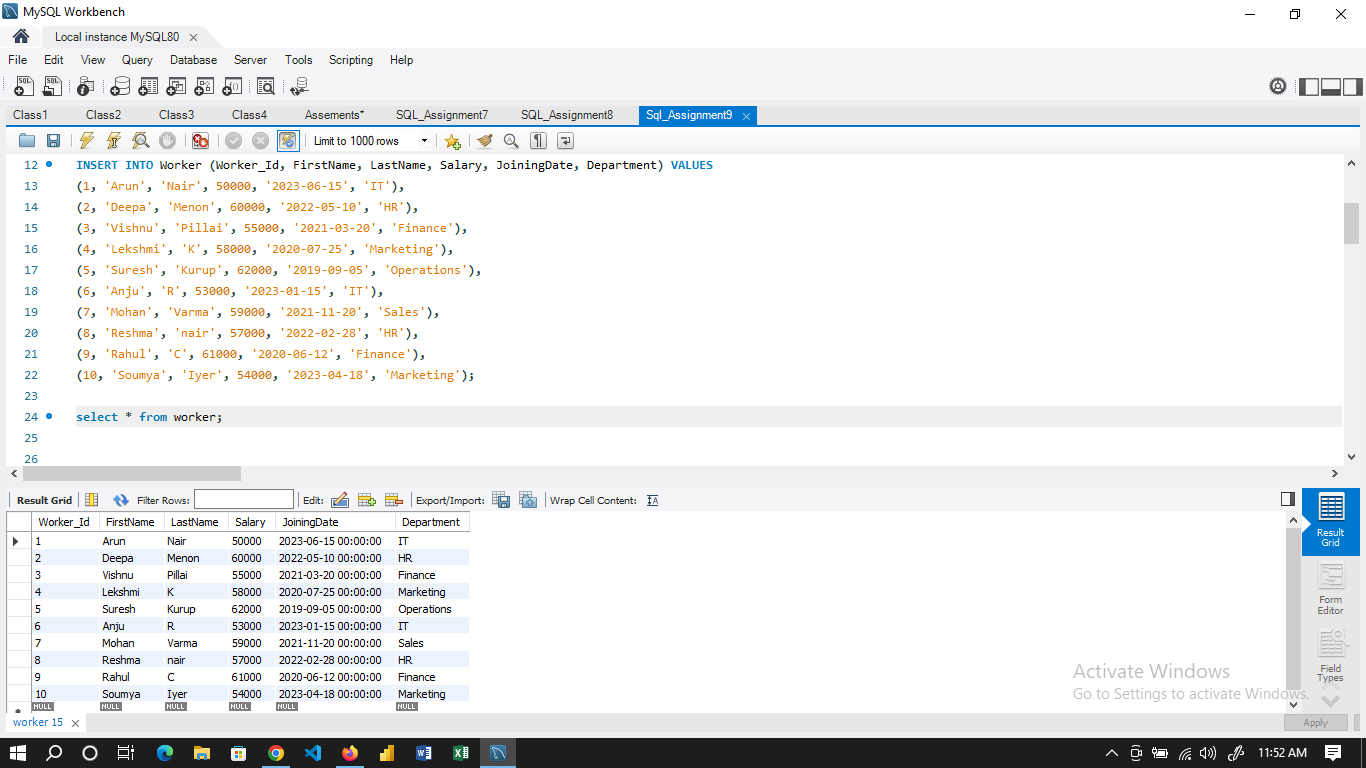 MySQL Workbench
Local instance MySQL80
File Edit View Query Database Server Tools Scripting Help
Class1 Class2 Class3 Class4 Assements* SQL_Assignment7 SQL_Assignment8 Sql_Assignment9
Limit to 1000 rows
12 INSERT INTO Worker (Worker_Id, FirstName, LastName, Salary, JoiningDate, Department) VALUES
13 (1, 'Arun', 'Nair', 50000, '2023-06-15', 'IT'),
14 (2, 'Deepa', 'Menon', 60000, '2022-05-10', 'HR'),
15 (3, 'Vishnu', 'Pillai', 55000, '2021-03-20', 'Finance'),
16 (4, 'Lekshmi', 'K', 58000, '2020-07-25', 'Marketing'),
17 (5, 'Suresh', 'Kurup', 62000, '2019-09-05', 'Operations'),
18 (6, 'Anju', 'R', 53000, '2023-01-15', 'IT'),
19 (7, 'Mohan', 'Varma', 59000, '2021-11-20', 'Sales'),
20 (8, 'Reshma', 'nair', 57000, '2022-02-28', 'HR'),
21 (9, 'Rahul', 'C', 61000, '2020-06-12', 'Finance'),
22 (10, 'Soumya', 'Iyer', 54000, '2023-04-18', 'Marketing');
23
24 select * from worker;
25
26
Result Grid Filter Rows: Edit: Export/Import: Wrap Cell Content:
Worker_Id FirstName LastName Salary JoiningDate Department
1 Arun Nair 50000 2023-06-15 00:00:00 IT
2 Deepa Menon 60000 2022-05-10 00:00:00 HR
3 Vishnu Pillai 55000 2021-03-20 00:00:00 Finance
4 Lekshmi K 58000 2020-07-25 00:00:00 Marketing
5 Suresh Kurup 62000 2019-09-05 00:00:00 Operations
6 Anju R 53000 2023-01-15 00:00:00 IT
7 Mohan Varma 59000 2021-11-20 00:00:00 Sales
8 Reshma nair 57000 2022-02-28 00:00:00 HR
9 Rahul C 61000 2020-06-12 00:00:00 Finance
10 Soumya Iyer 54000 2023-04-18 00:00:00 Marketing
NULL NULL NULL NULL NULL NULL
Result
Grid
Form
Editor
Field
Types
Activate Windows
Go to Settings to activate Windows.
worker 15
Apply
11:52 AM